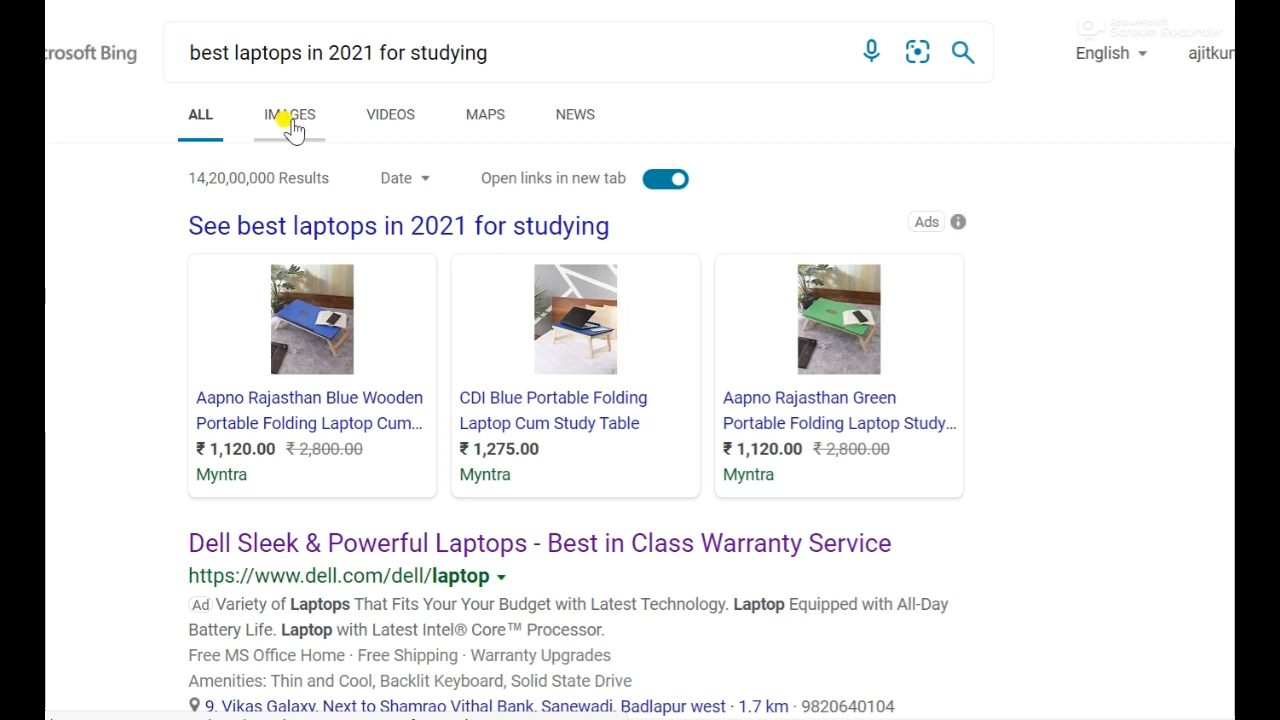 crosoft Bing
best laptops in 2021 for studying
Apowersoft
Screen Recorder
English
ajitkun
ALL
IMAGES
VIDEOS
MAPS
NEWS
14,20,00,000 Results
Date
Open links in new tab
See best laptops in 2021 for studying
Ads
Aapno Rajasthan Blue Wooden
Portable Folding Laptop Cum...
₹ 1,120.00 ₹ 2,800.00
Myntra
CDI Blue Portable Folding
Laptop Cum Study Table
₹ 1,275.00
Myntra
Aapno Rajasthan Green
Portable Folding Laptop Study...
₹ 1,120.00 ₹ 2,800.00
Myntra
Dell Sleek & Powerful Laptops - Best in Class Warranty Service
https://www.dell.com/dell/laptop
Ad Variety of Laptops That Fits Your Your Budget with Latest Technology. Laptop Equipped with All-Day
Battery Life. Laptop with Latest Intel® Core™ Processor.
Free MS Office Home · Free Shipping · Warranty Upgrades
Amenities: Thin and Cool, Backlit Keyboard, Solid State Drive
9, Vikas Galaxy, Next to Shamrao Vithal Bank, Sanewadi, Badlapur west · 1.7 km · 9820640104